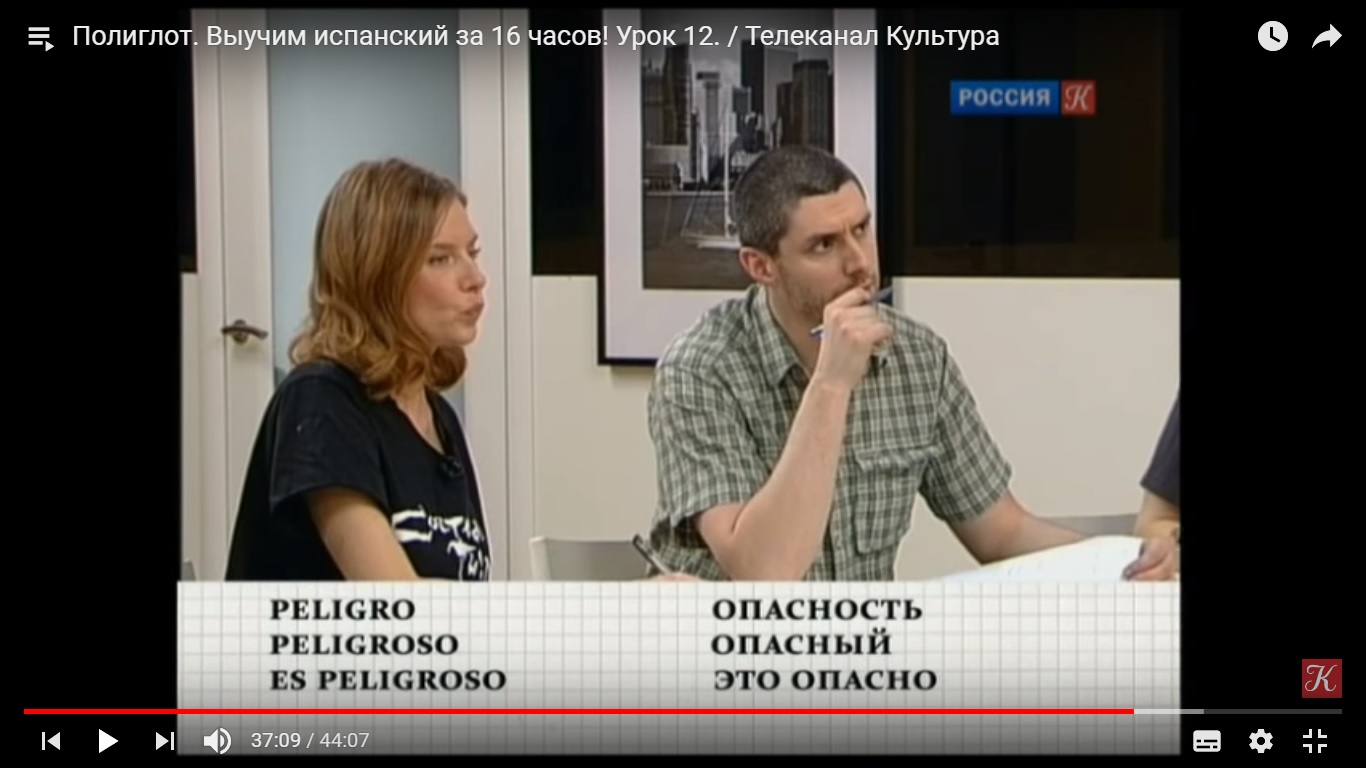 Полиглот. Выучим испанский за 16 часов! Урок 12. / Телеканал Культура
РОССИЯ К
PELIGRO ОПАСНОСТЬ
PELIGROSO ОПАСНЫЙ
ES PELIGROSO ЭТО ОПАСНО
К
37:09 / 44:07